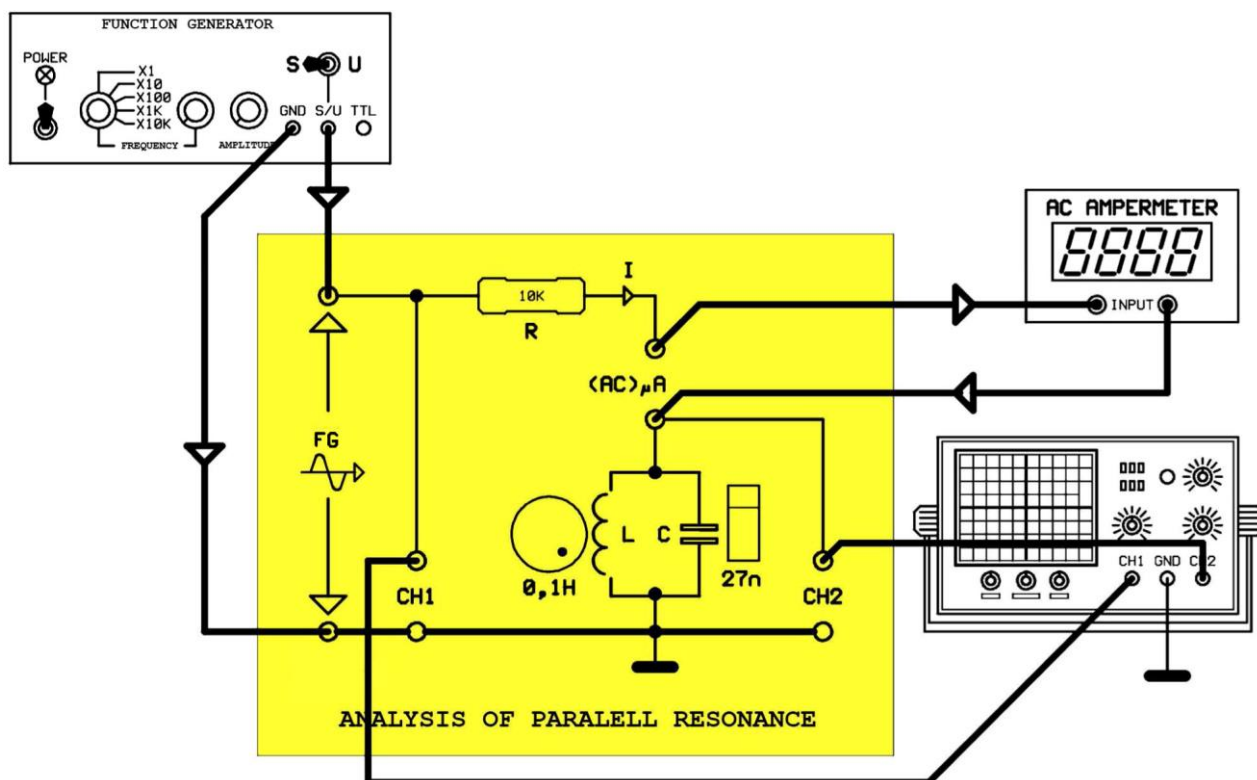 FUNCTION GENERATOR
POWER
X1
X10
X100
X1K
X10K
FREQUENCY
AMPLITUDE
S U
GND S/U TTL
AC AMPERMETER
8888
INPUT
I
10K
R
(AC)µA
FG
L C
0,1H
27n
CH1
CH2
CH1 GND CH2
ANALYSIS OF PARALELL RESONANCE